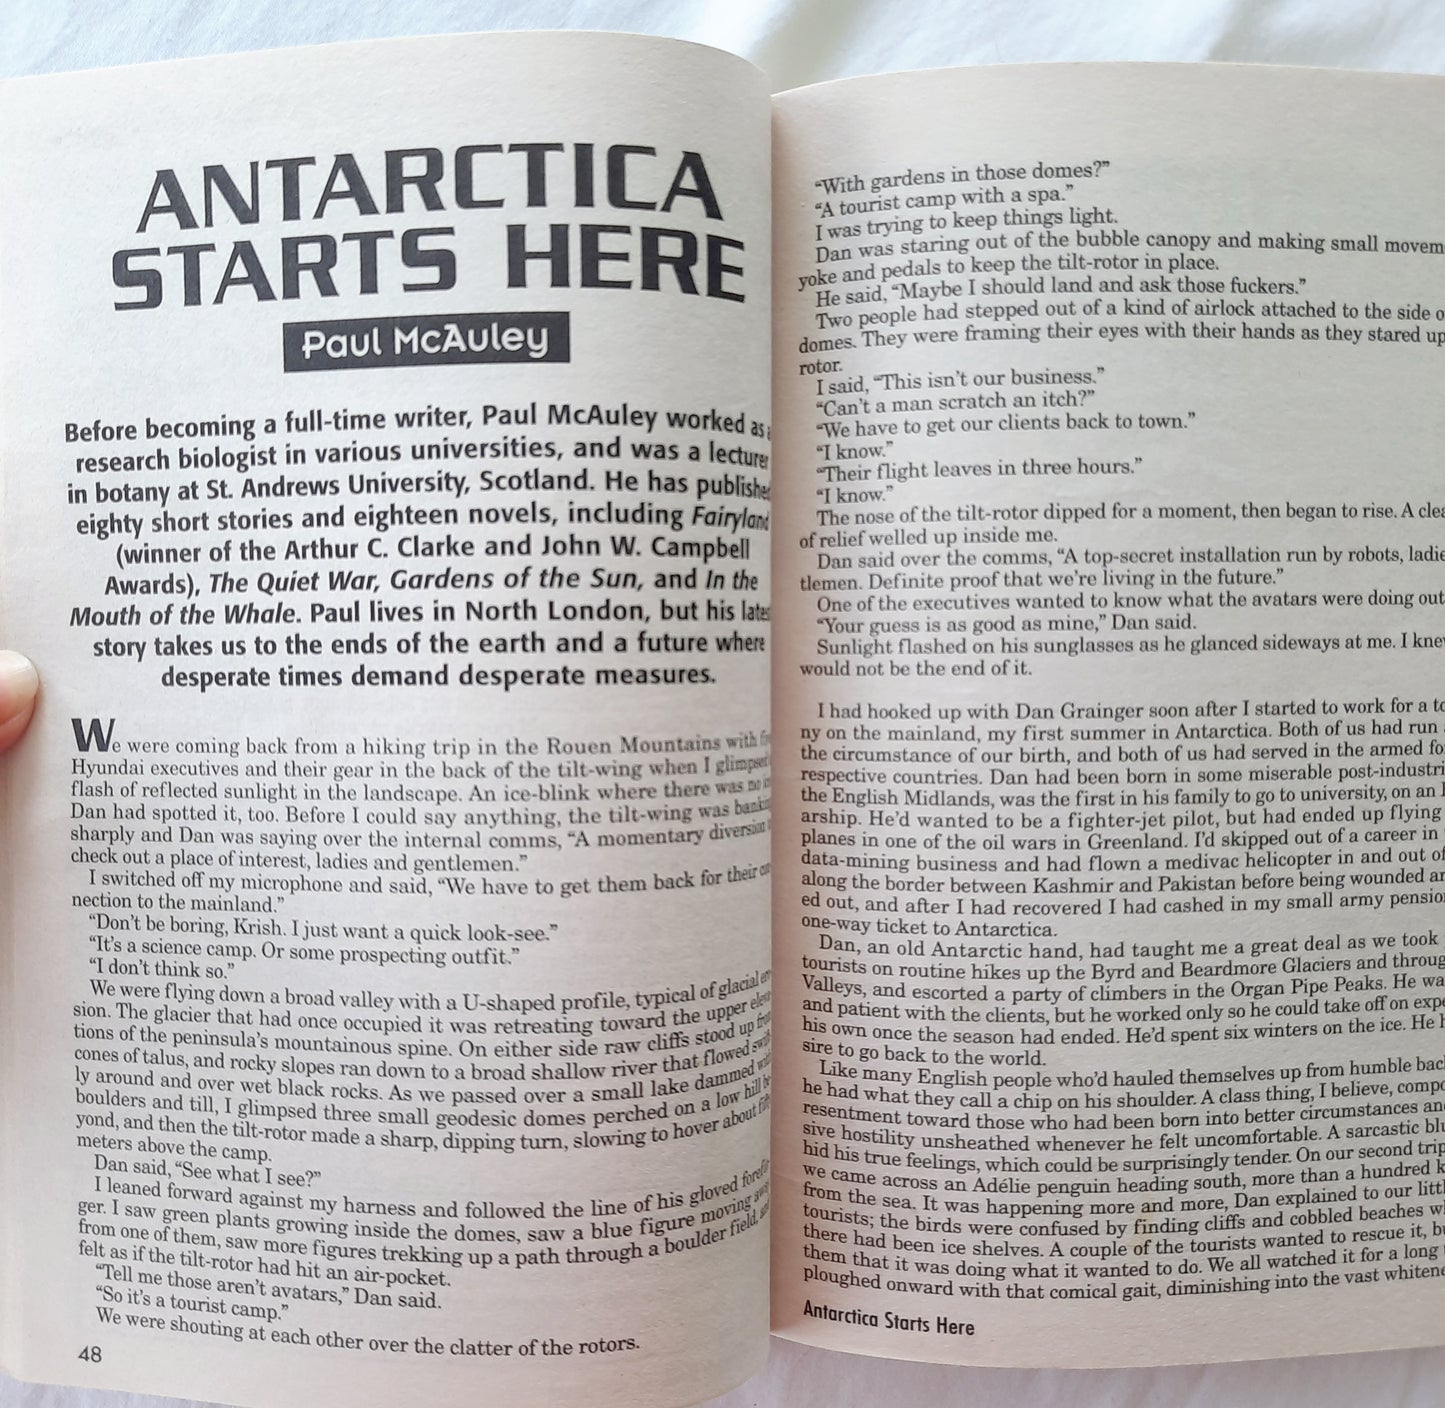 ANTARCTICA
STARTS HERE
Paul McAuley
Before becoming a full-time writer, Paul McAuley worked as a
research biologist in various universities, and was a lecturer
in botany at St. Andrews University, Scotland. He has published
eighty short stories and eighteen novels, including Fairyland
(winner of the Arthur C. Clarke and John W. Campbell
Awards), The Quiet War, Gardens of the Sun, and In the
Mouth of the Whale. Paul lives in North London, but his latest
story takes us to the ends of the earth and a future where
desperate times demand desperate measures.
We were coming back from a hiking trip in the Rouen Mountains with
Hyundai executives and their gear in the back of the tilt-wing when I glimpsed
flash of reflected sunlight in the landscape. An ice-blink where there was no
Dan had spotted it, too. Before I could say anything, the tilt-wing was
sharply and Dan was saying over the internal comms, “A momentary diversion
check out a place of interest, ladies and gentlemen.”
I switched off my microphone and said, “We have to get them back for their
nection to the mainland.”
“Don’t be boring, Krish. I just want a quick look-see.”
“It’s a science camp. Or some prospecting outfit.”
“I don’t think so.”
We were flying down a broad valley with a U-shaped profile, typical of glacial
sion. The glacier that had once occupied it was retreating toward the upper
tions of the peninsula’s mountainous spine. On either side raw cliffs stood up from
cones of talus, and rocky slopes ran down to a broad shallow river that flowed
ly around and over wet black rocks. As we passed over a small lake dammed with
boulders and till, I glimpsed three small geodesic domes perched on a low hill
yond, and then the tilt-rotor made a sharp, dipping turn, slowing to hover about
meters above the camp.
Dan said, “See what I see?”
I leaned forward against my harness and followed the line of his gloved
ger. I saw green plants growing inside the domes, saw a blue figure moving away
from one of them, saw more figures trekking up a path through a boulder field,
felt as if the tilt-rotor had hit an air-pocket.
“Tell me those aren’t avatars,” Dan said.
“So it’s a tourist camp.”
We were shouting at each other over the clatter of the rotors.
48
“With gardens in those domes?”
“A tourist camp with a spa.”
I was trying to keep things light.
Dan was staring out of the bubble canopy and making small movem
yoke and pedals to keep the tilt-rotor in place.
He said, “Maybe I should land and ask those fuckers.”
Two people had stepped out of a kind of airlock attached to the side o
domes. They were framing their eyes with their hands as they stared up
rotor.
I said, “This isn’t our business.”
“Can’t a man scratch an itch?”
“We have to get our clients back to town.”
“I know.”
“Their flight leaves in three hours.”
“I know.”
The nose of the tilt-rotor dipped for a moment, then began to rise. A clea
of relief welled up inside me.
Dan said over the comms, “A top-secret installation run by robots, ladie
tlemen. Definite proof that we’re living in the future.”
One of the executives wanted to know what the avatars were doing out
“Your guess is as good as mine,” Dan said.
Sunlight flashed on his sunglasses as he glanced sideways at me. I knew
would not be the end of it.
I had hooked up with Dan Grainger soon after I started to work for a to
ny on the mainland, my first summer in Antarctica. Both of us had run
the circumstance of our birth, and both of us had served in the armed fo
respective countries. Dan had been born in some miserable post-industri
the English Midlands, was the first in his family to go to university, on an
arship. He’d wanted to be a fighter-jet pilot, but had ended up flying
planes in one of the oil wars in Greenland. I’d skipped out of a career in
data-mining business and had flown a medivac helicopter in and out of
along the border between Kashmir and Pakistan before being wounded an
ed out, and after I had recovered I had cashed in my small army pension
one-way ticket to Antarctica.
Dan, an old Antarctic hand, had taught me a great deal as we took
tourists on routine hikes up the Byrd and Beardmore Glaciers and throug
Valleys, and escorted a party of climbers in the Organ Pipe Peaks. He wa
and patient with the clients, but he worked only so he could take off on expe
his own once the season had ended. He’d spent six winters on the ice. He h
sire to go back to the world.
Like many English people who’d hauled themselves up from humble back
he had what they call a chip on his shoulder. A class thing, I believe, compo
resentment toward those who had been born into better circumstances and
sive hostility unsheathed whenever he felt uncomfortable. A sarcastic blu
hid his true feelings, which could be surprisingly tender. On our second trip
we came across an Adélie penguin heading south, more than a hundred k
from the sea. It was happening more and more, Dan explained to our littl
tourists; the birds were confused by finding cliffs and cobbled beaches w
there had been ice shelves. A couple of the tourists wanted to rescue it, bu
them that it was doing what it wanted to do. We all watched it for a long
ploughed onward with that comical gait, diminishing into the vast whitene
Antarctica Starts Here